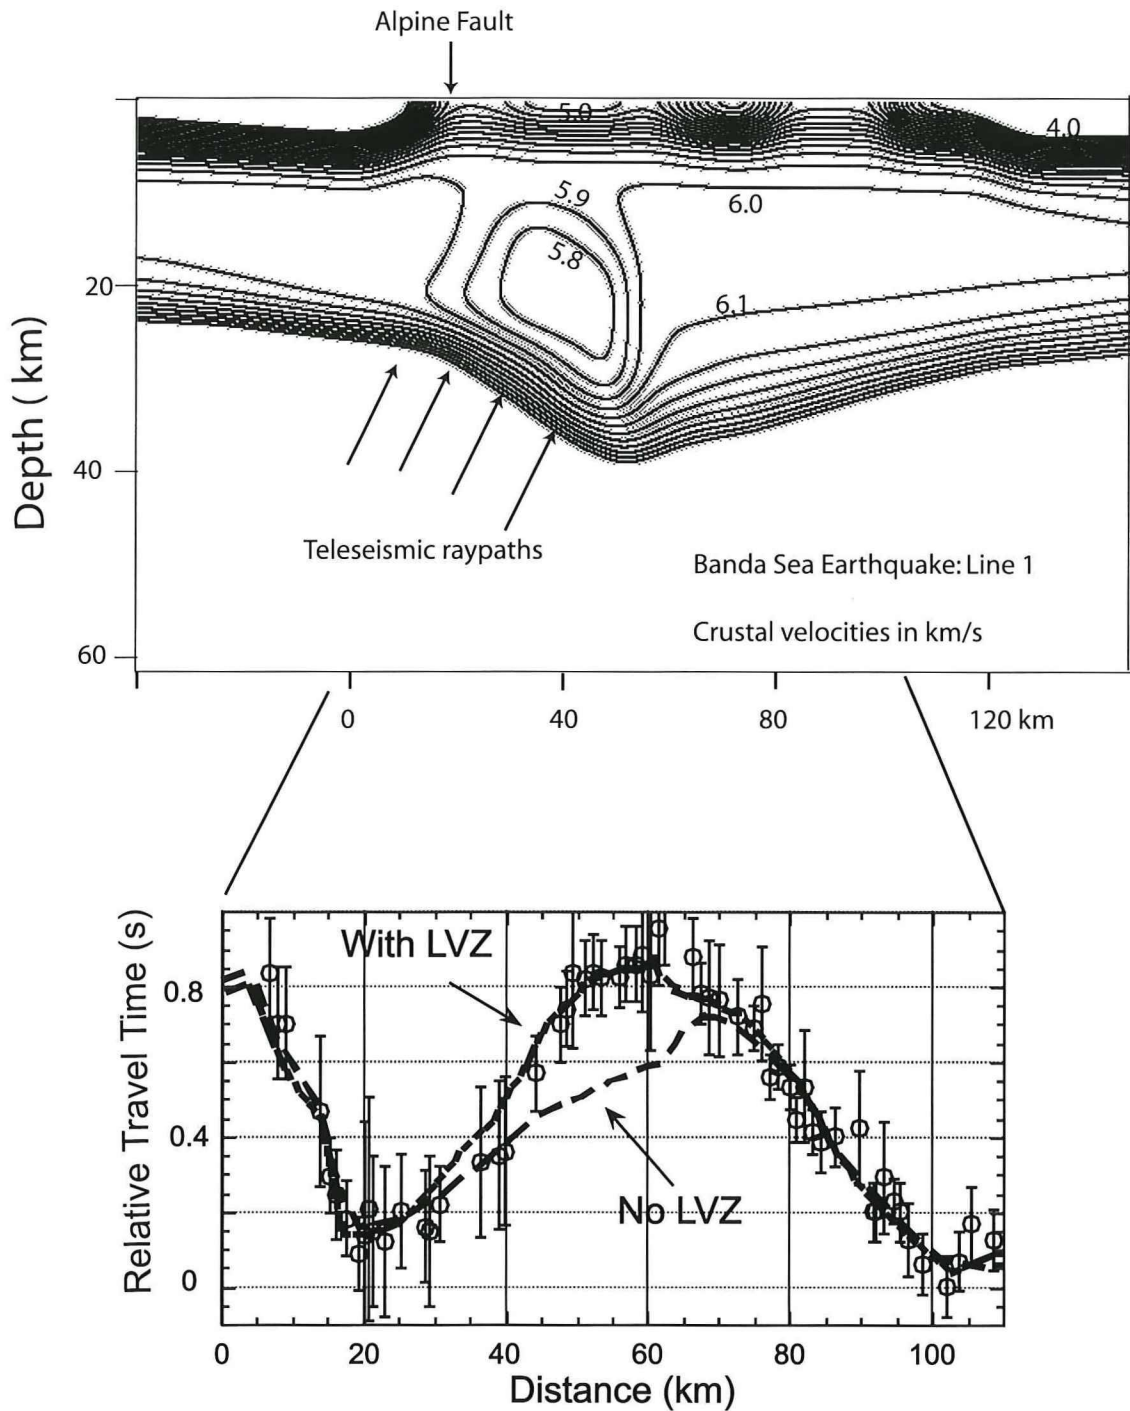 Alpine Fault
5.0
4.0
5.9
6.0
5.8
20
6.1
Depth ( km)
40
Teleseismic raypaths
Banda Sea Earthquake: Line 1
Crustal velocities in km/s
60
0 40 80 120 km
Relative Travel Time (s)
With LVZ
0.8
0.4
No LVZ
0
0 20 40 60 80 100
Distance (km)